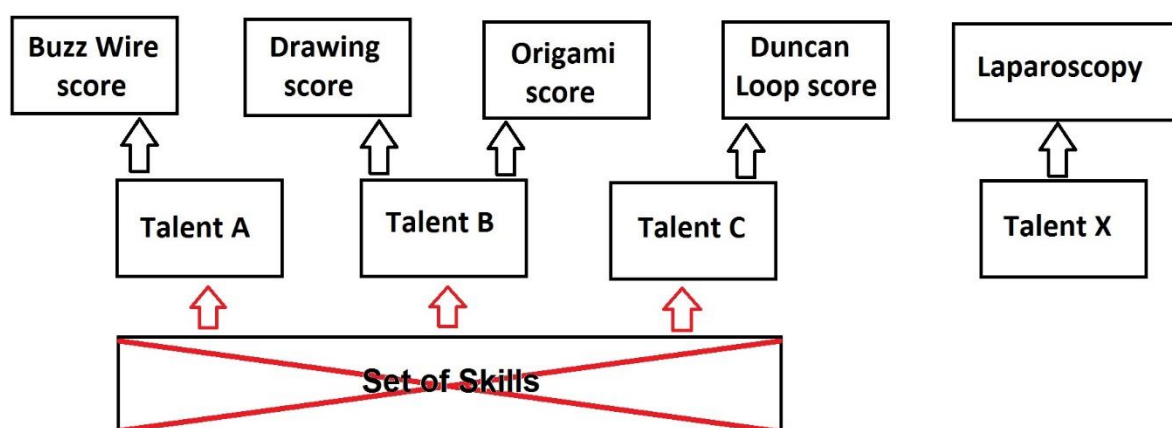 Buzz Wire
score
Drawing
score
Origami
score
Duncan
Loop score
Laparoscopy
Talent A
Talent B
Talent C
Talent X
Set of Skills